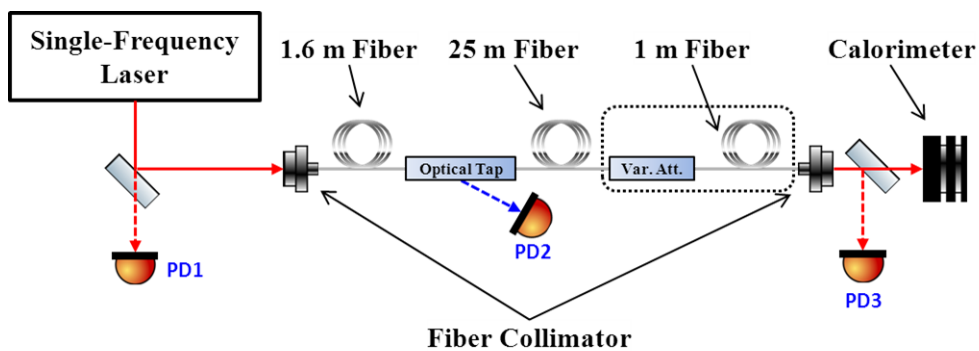 Single-Frequency
Laser
1.6 m Fiber
25 m Fiber
1 m Fiber
Calorimeter
Optical Tap
Var. Att.
PD1
PD2
PD3
Fiber Collimator